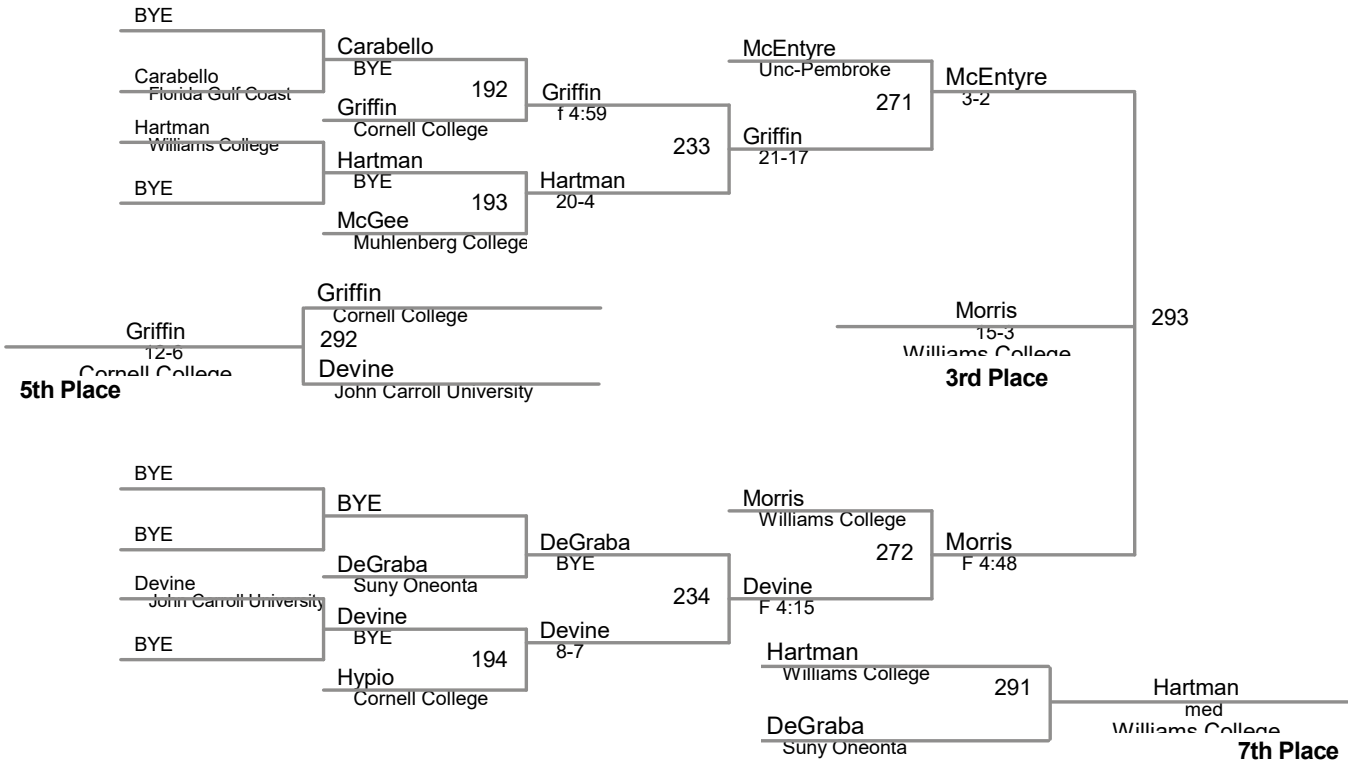 BYE
Carabello
BYE
McEntyre
Unc-Pembroke
Carabello
Florida Gulf Coast
192
Griffin
f 4:59
271
McEntyre
3-2
Griffin
Cornell College
Hartman
Williams College
233
Griffin
21-17
Hartman
BYE
BYE
193
Hartman
20-4
McGee
Muhlenberg College
Griffin
Cornell College
Griffin
12-6
Cornell College
5th Place
292
Devine
John Carroll University
Morris
15-3
Williams College
3rd Place
293
BYE
BYE
Morris
Williams College
BYE
DeGraba
Suny Oneonta
DeGraba
BYE
272
Morris
F 4:48
Devine
John Carroll University
234
Devine
F 4:15
Devine
BYE
BYE
194
Devine
8-7
Hypio
Cornell College
Hartman
Williams College
291
Hartman
med
Williams College
7th Place
DeGraba
Suny Oneonta